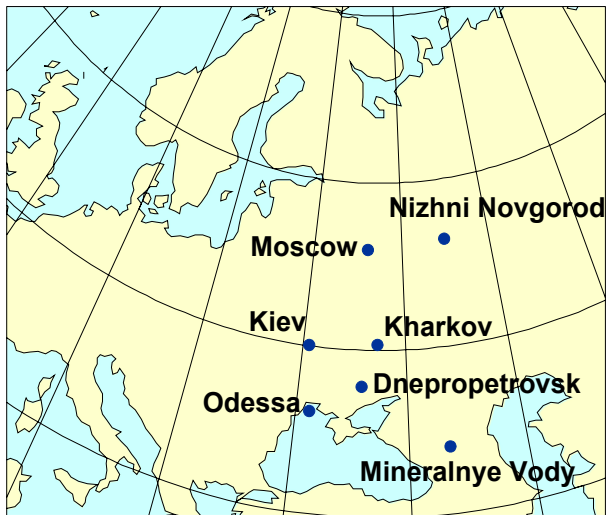 Nizhni Novgorod
Moscow
Kiev
Kharkov
Dnepropetrovsk
Odessa
Mineralnye Vody